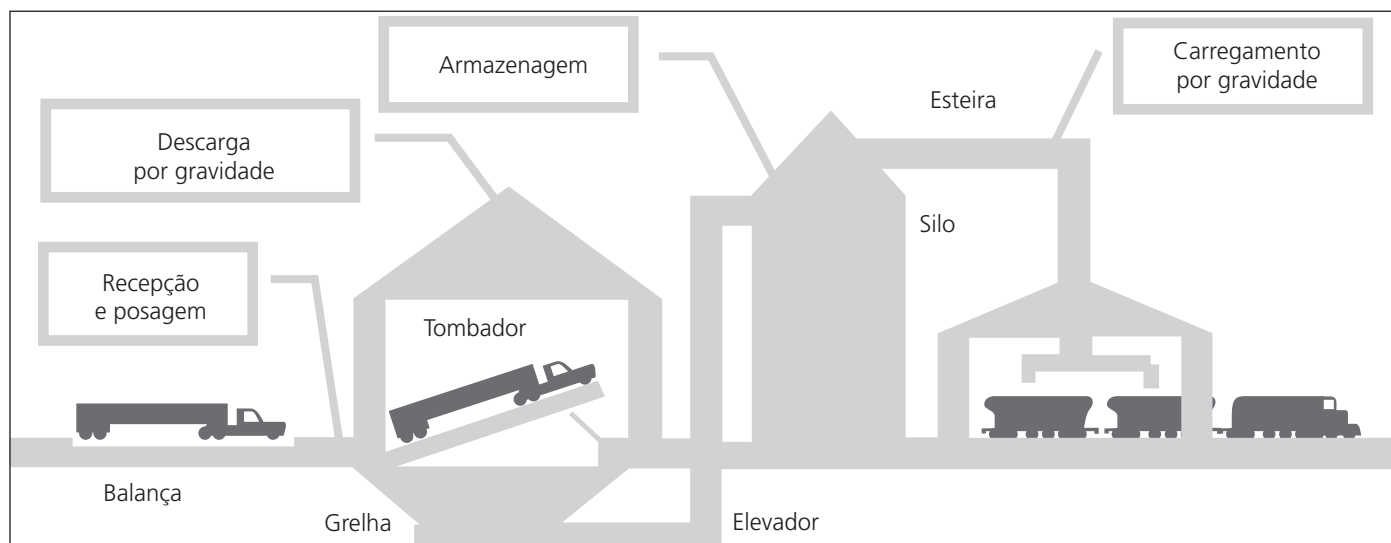 Armazenagem
Carregamento
por gravidade
Esteira
Descarga
por gravidade
Silo
Recepção
e posagem
Tombador
Balança
Grelha
Elevador